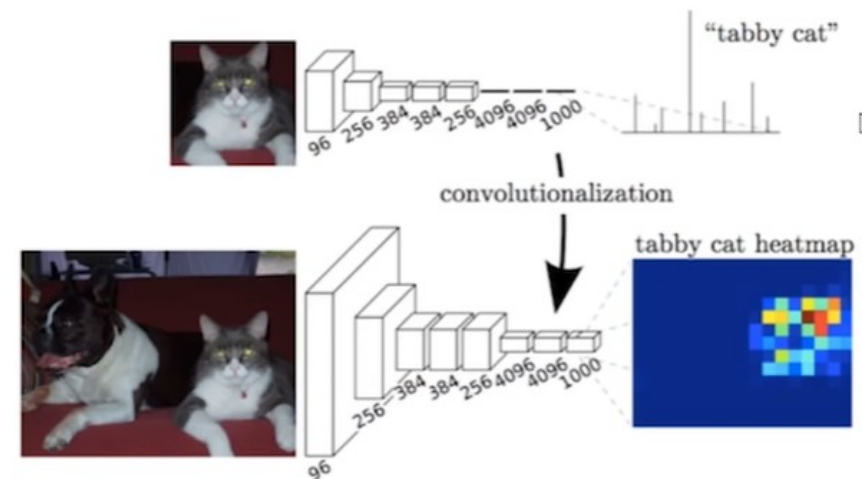 "tabby cat"
96 256 384 384 256 4096 4096 1000
convolutionalization
tabby cat heatmap
96 256 384 384 256 4096 4096 1000